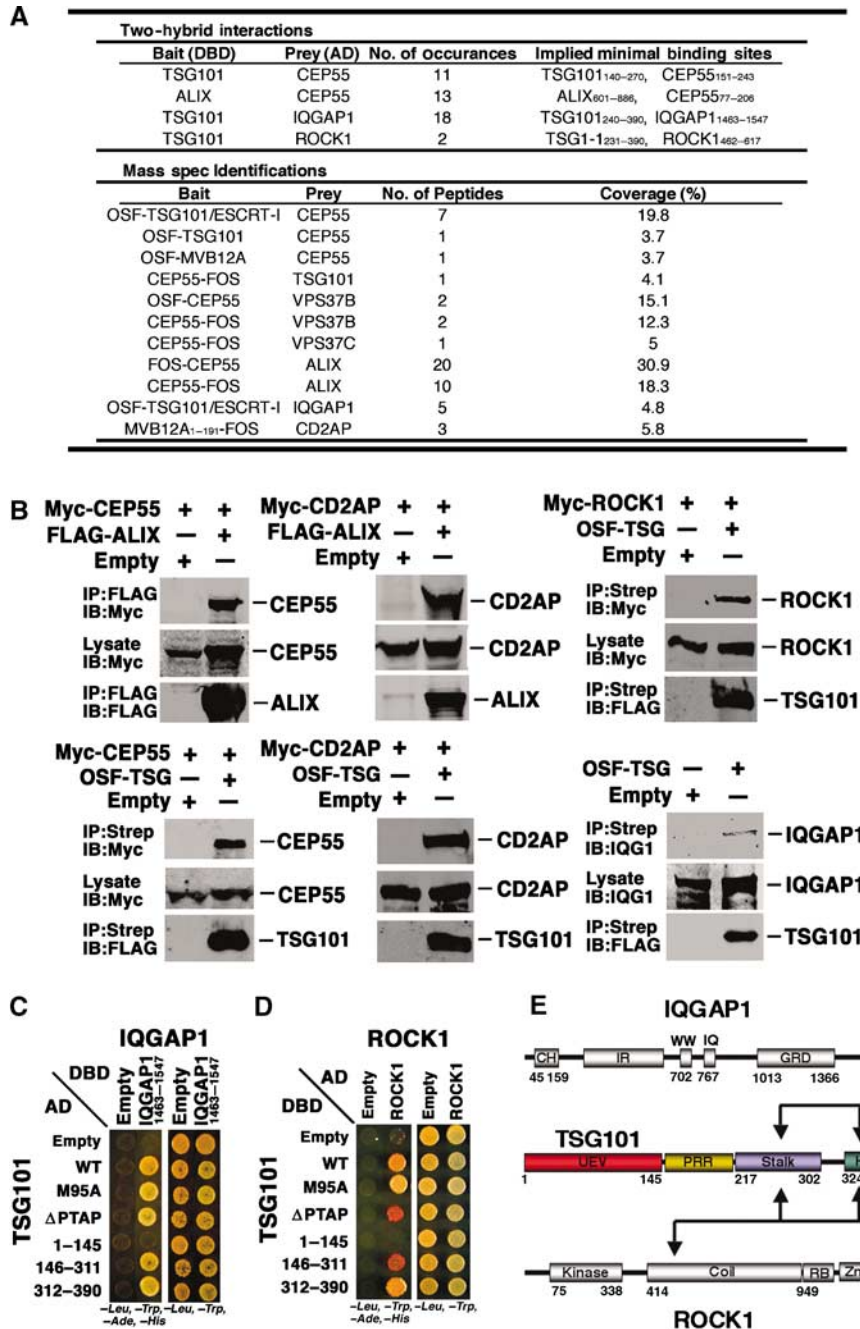 A
Two-hybrid interactions
Bait (DBD) Prey (AD) No. of occurances Implied minimal binding sites
TSG101 CEP55 11 TSG101140–270, CEP55151–243
ALIX CEP55 13 ALIX601–886, CEP5577–206
TSG101 IQGAP1 18 TSG101240–390, IQGAP11463–1547
TSG101 ROCK1 2 TSG1-1231–390, ROCK1462–617
Mass spec Identifications
Bait Prey No. of Peptides Coverage (%)
OSF-TSG101/ESCRT-I CEP55 7 19.8
OSF-TSG101 CEP55 1 3.7
OSF-MVB12A CEP55 1 3.7
CEP55-FOS TSG101 1 4.1
OSF-CEP55 VPS37B 2 15.1
CEP55-FOS VPS37B 2 12.3
CEP55-FOS VPS37C 1 5
FOS-CEP55 ALIX 20 30.9
CEP55-FOS ALIX 10 18.3
OSF-TSG101/ESCRT-I IQGAP1 5 4.8
MVB12A1–191-FOS CD2AP 3 5.8
B
Myc-CEP55 + +
FLAG-ALIX — +
Empty + —
IP:FLAG
IB:Myc
–CEP55
Lysate
IB:Myc
–CEP55
IP:FLAG
IB:FLAG
–ALIX
Myc-CD2AP + +
FLAG-ALIX — +
Empty + —
–CD2AP
–CD2AP
–ALIX
Myc-ROCK1 + +
OSF-TSG — +
Empty + —
IP:Strep
IB:Myc
–ROCK1
Lysate
IB:Myc
–ROCK1
IP:Strep
IB:FLAG
–TSG101
Myc-CEP55 + +
OSF-TSG — +
Empty + —
IP:Strep
IB:Myc
–CEP55
Lysate
IB:Myc
–CEP55
IP:Strep
IB:FLAG
–TSG101
Myc-CD2AP + +
OSF-TSG — +
Empty + —
–CD2AP
–CD2AP
–TSG101
OSF-TSG — +
Empty + —
IP:Strep
IB:IQG1
–IQGAP1
Lysate
IB:IQG1
–IQGAP1
IP:Strep
IB:FLAG
–TSG101
C
IQGAP1
DBD
AD
Empty
IQGAP1
1463–1547
Empty
IQGAP1
1463–1547
TSG101
Empty
WT
M95A
ΔPTAP
1–145
146–311
312–390
–Leu, –Trp, –Leu, –Trp,
–Ade, –His
D
ROCK1
AD
DBD
Empty
ROCK1
Empty
ROCK1
TSG101
Empty
WT
M95A
ΔPTAP
1–145
146–311
312–390
–Leu, –Trp, –Leu, –Trp,
–Ade, –His
E
IQGAP1
CH IR WW IQ GRD
45 159 702 767 1013 1366
TSG101
UEV PRR Stalk H
1 145 217 302 324
Kinase Coil RB Zn
75 338 414 949
ROCK1